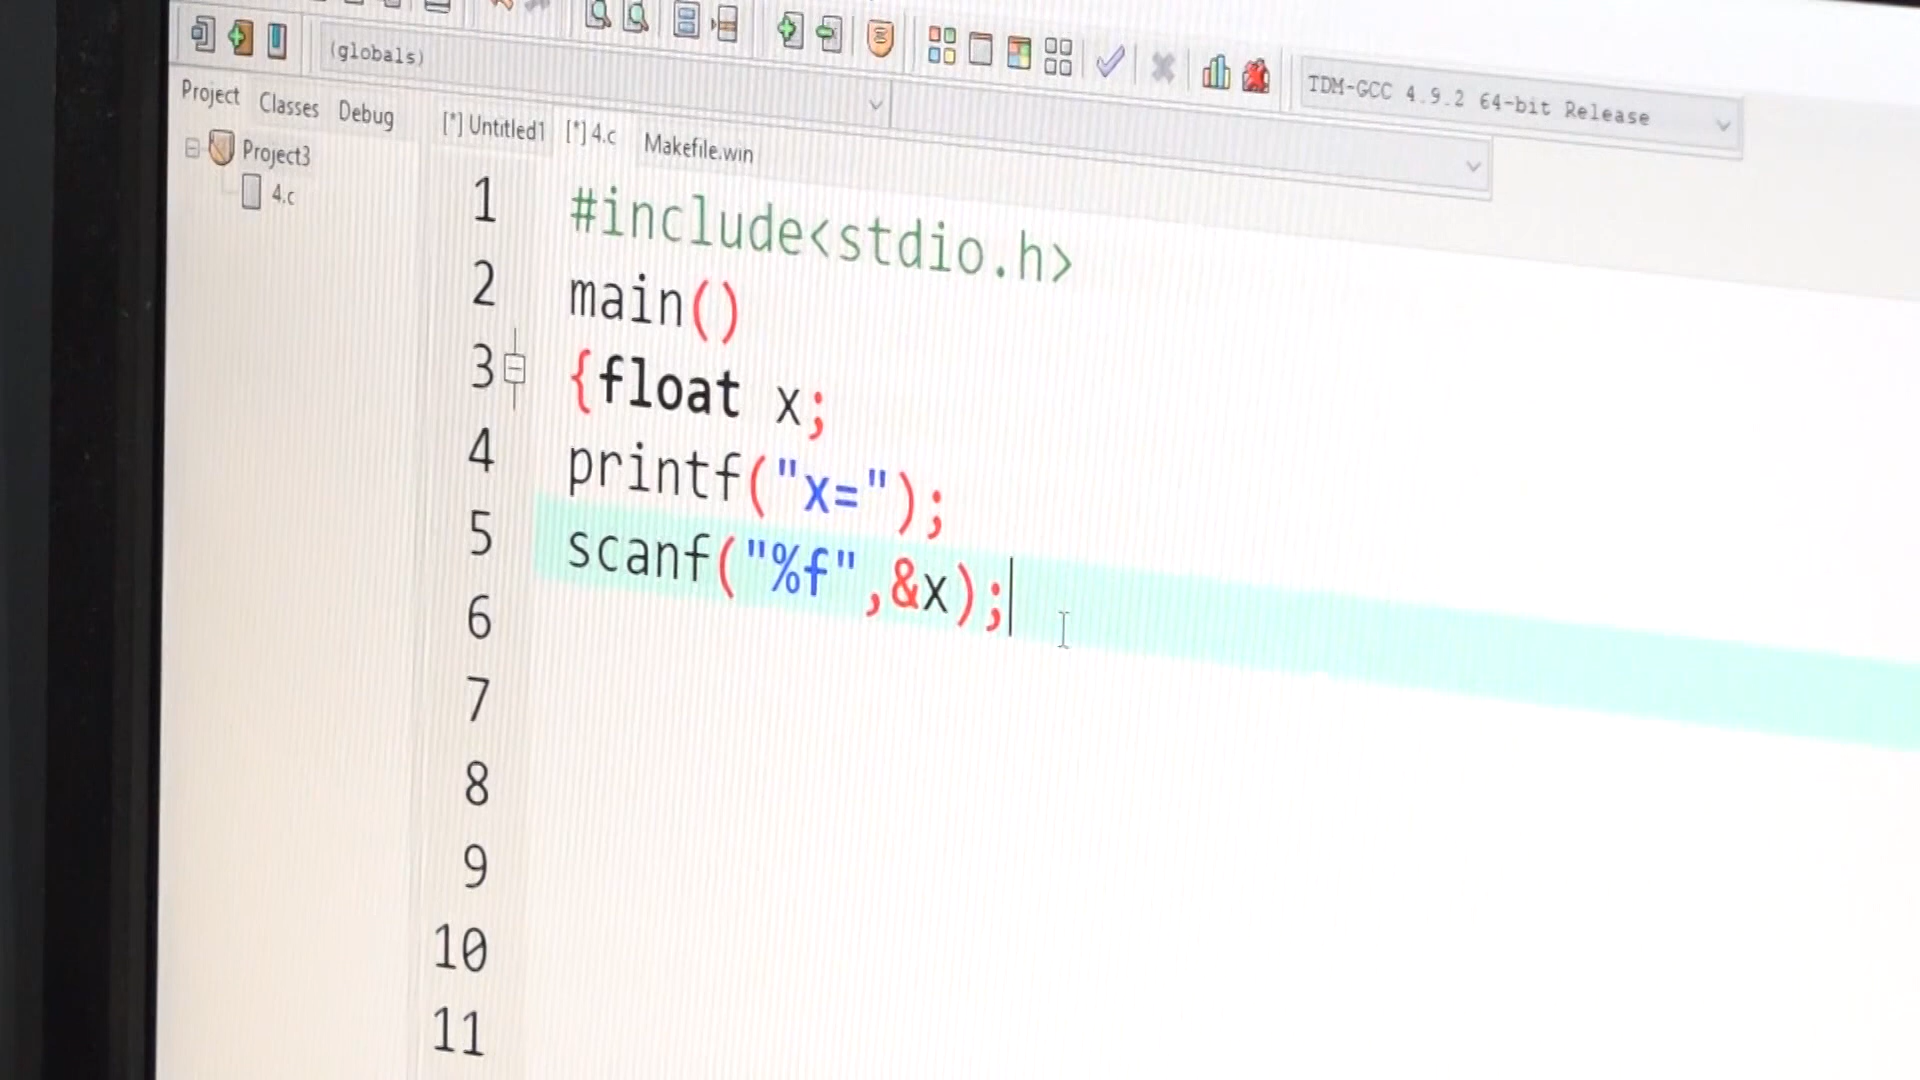 (globals)
TDM-GCC 4.9.2 64-bit Release
Project Classes Debug
[*] Untitled1 [*] 4.c Makefile.win
Project3
4.c
1 #include<stdio.h>
2 main()
3 {float x;
4 printf("x=");
5 scanf("%f",&x);
6
7
8
9
10
11